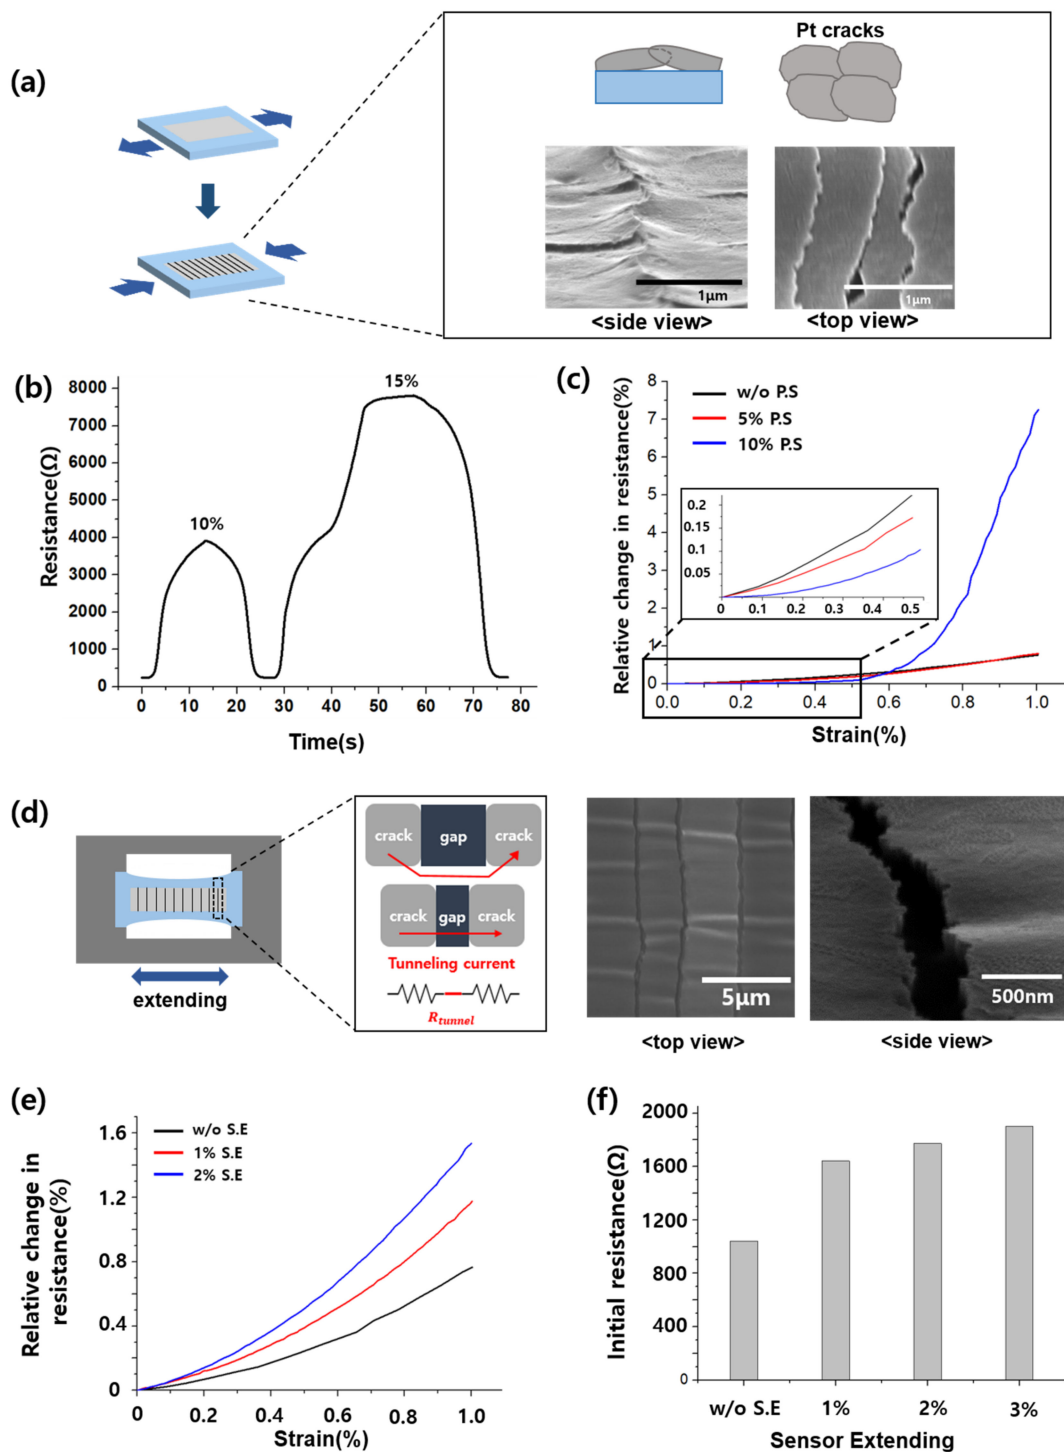 (a)
Pt cracks
1μm
1μm
<side view>
<top view>
(b)
Resistance(Ω)
8000
7000
6000
5000
4000
3000
2000
1000
0
10%
15%
0 10 20 30 40 50 60 70 80
Time(s)
(c)
Relative change in resistance(%)
8
7
6
5
4
3
2
1
0
w/o P.S
5% P.S
10% P.S
0.2
0.15
0.1
0.05
0 0.1 0.2 0.3 0.4 0.5
0.0 0.2 0.4 0.6 0.8 1.0
Strain(%)
(d)
extending
crack gap crack
crack gap crack
Tunneling current
R_tunnel
5μm
500nm
<top view>
<side view>
(e)
Relative change in
resistance(%)
1.6
1.2
0.8
0.4
0
w/o S.E
1% S.E
2% S.E
0 0.2 0.4 0.6 0.8 1.0
Strain(%)
(f)
Initial resistance(Ω)
2000
1600
1200
800
400
0
w/o S.E 1% 2% 3%
Sensor Extending